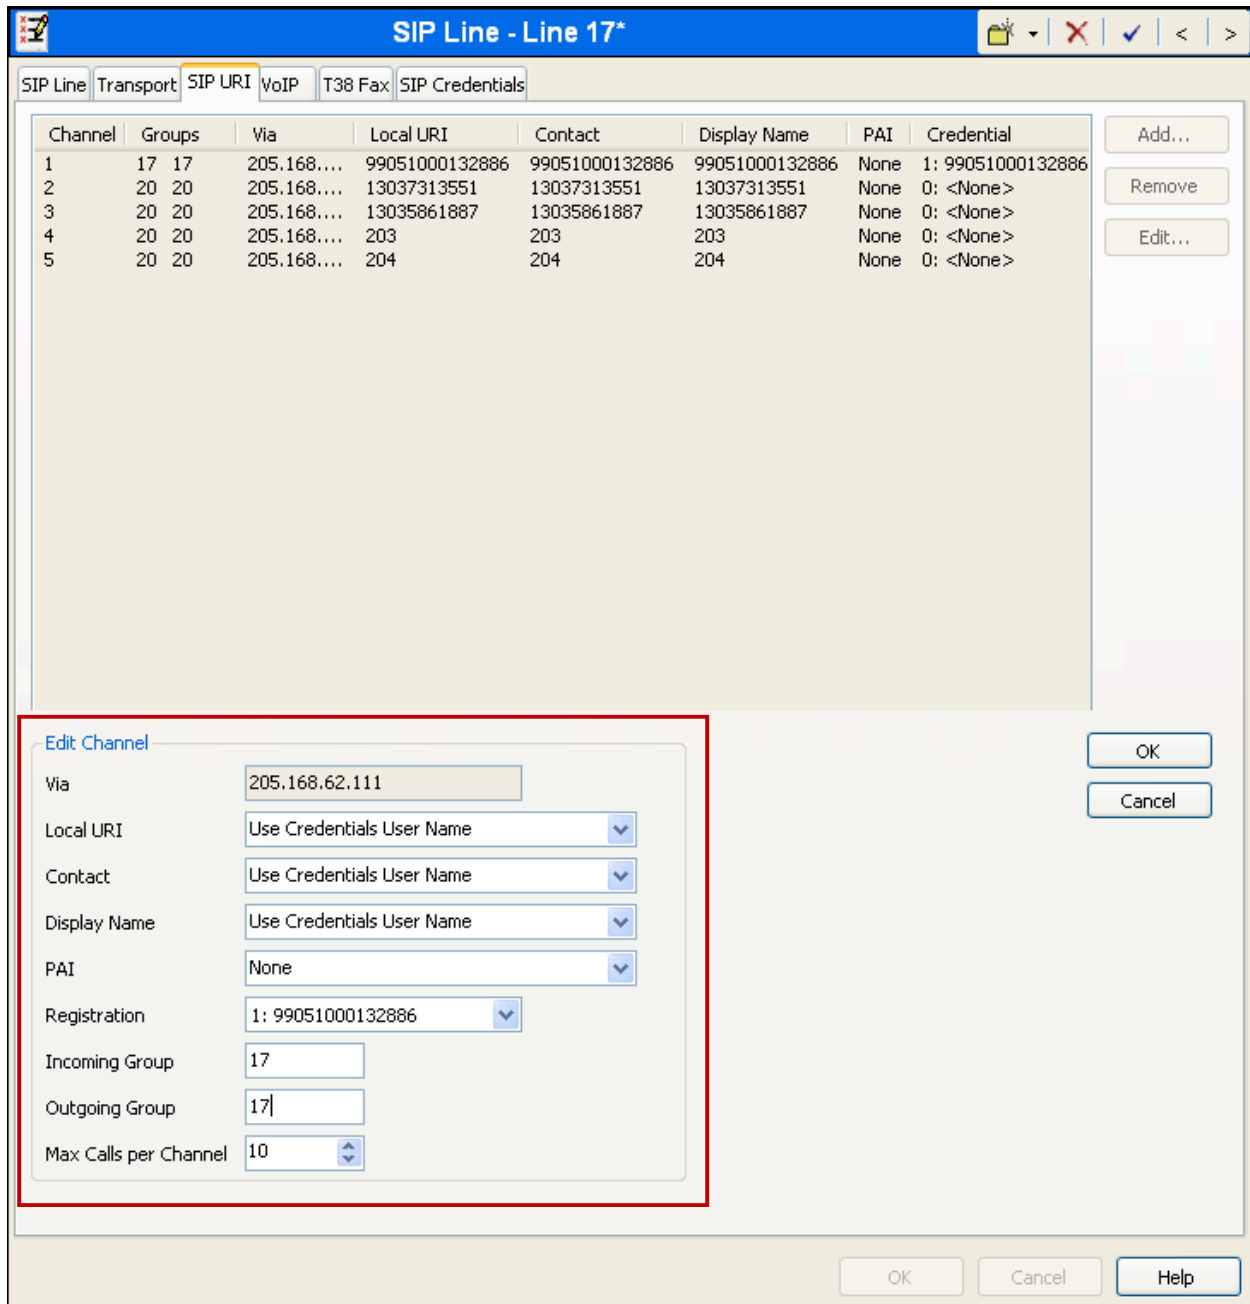 SIP Line - Line 17*
SIP Line Transport SIP URI VoIP T38 Fax SIP Credentials
Channel Groups Via Local URI Contact Display Name PAI Credential
1 17 17 205.168.... 99051000132886 99051000132886 99051000132886 None 1: 99051000132886
2 20 20 205.168.... 13037313551 13037313551 13037313551 None 0: <None>
3 20 20 205.168.... 13035861887 13035861887 13035861887 None 0: <None>
4 20 20 205.168.... 203 203 203 None 0: <None>
5 20 20 205.168.... 204 204 204 None 0: <None>
Add...
Remove
Edit...
Edit Channel
Via 205.168.62.111
Local URI Use Credentials User Name
Contact Use Credentials User Name
Display Name Use Credentials User Name
PAI None
Registration 1: 99051000132886
Incoming Group 17
Outgoing Group 17
Max Calls per Channel 10
OK
Cancel
OK Cancel Help